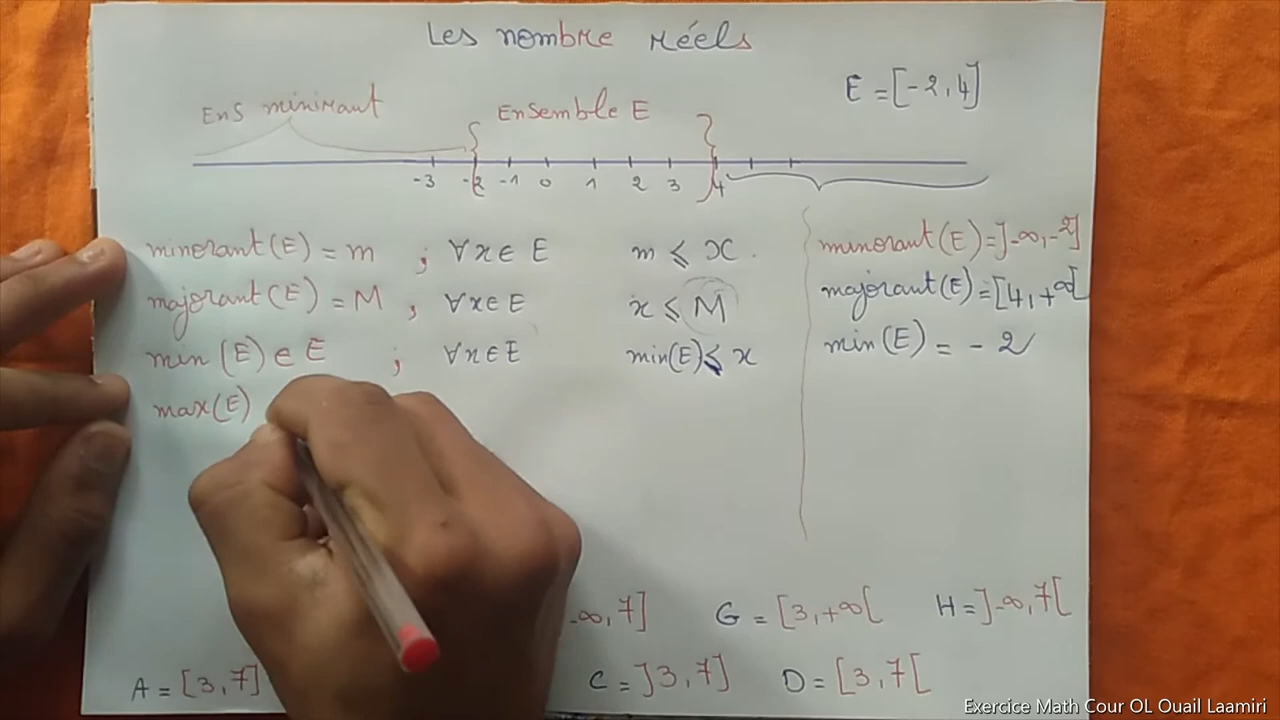 Les nombre réels
E = [-2, 4]
Ens minirant
Ensemble E
-3 -2 -1 0 1 2 3 4
minorant(E) = m ; ∀x∈E m ⩽ x.
majorant(E) = M, ∀x∈E x ⩽ M
min(E) ∈ E ; ∀x∈E min(E) ⩽ x
max(E)
minorant(E) = ]-∞, -2]
majorant(E) = [4, +∞[
min(E) = -2
-∞, 7] G = [3, +∞[ H = ]-∞, 7[
A = [3, 7] C = ]3, 7] D = [3, 7[
Exercice Math Cour OL Ouail Laamiri